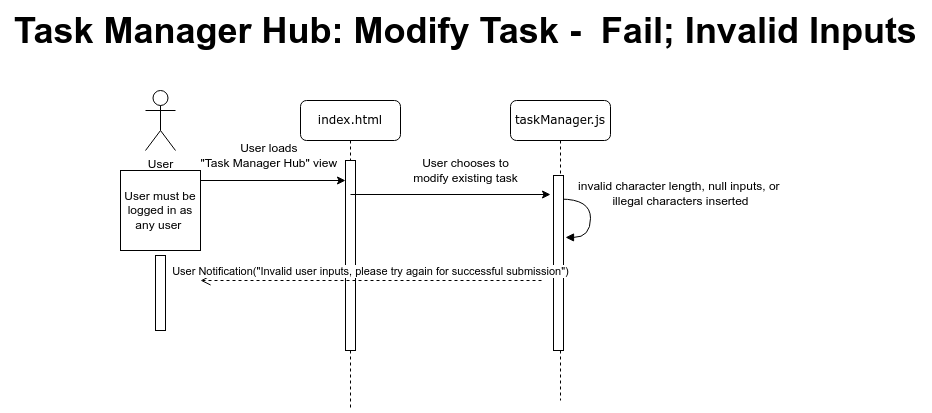 Task Manager Hub: Modify Task -  Fail; Invalid Inputs
index.html
taskManager.js
User
User loads
"Task Manager Hub" view
User chooses to
modify existing task
invalid character length, null inputs, or
illegal characters inserted
User must be
logged in as
any user
User Notification("Invalid user inputs, please try again for successful submission")